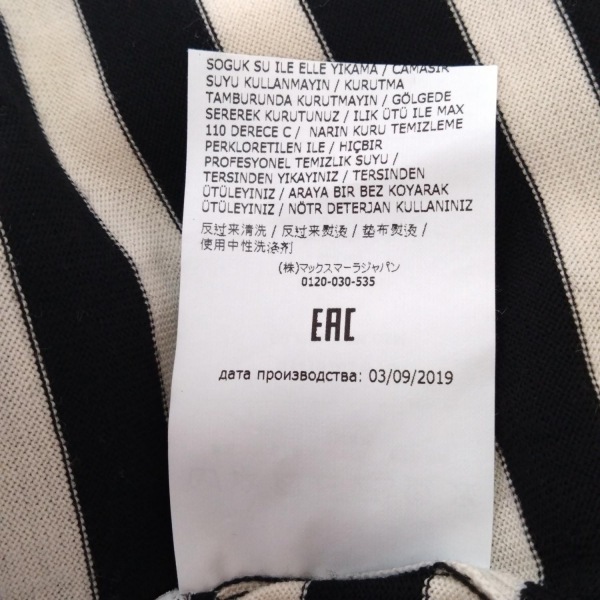 SOGUK SU ILE ELLE YIKAMA / CAMASIR
SUYU KULLANMAYIN / KURUTMA
TAMBURUNDA KURUTMAYIN / GÖLGEDE
SEREREK KURUTUNUZ / ILIK ÜTÜ ILE MAX
110 DERECE C / NARIN KURU TEMIZLEME
PERKLORETILEN ILE / HIÇBIR
PROFESYONEL TEMIZLIK SUYU /
TERSINDEN YIKAYINIZ / TERSINDEN
ÜTÜLEYINIZ / ARAYA BIR BEZ KOYARAK
ÜTÜLEYINIZ / NÖTR DETERJAN KULLANINIZ
反过来清洗 / 反过来熨烫 / 垫布熨烫 /
使用中性洗涤剂
(株)マックスマーラジャパン
0120-030-535
EAC
дата производства: 03/09/2019